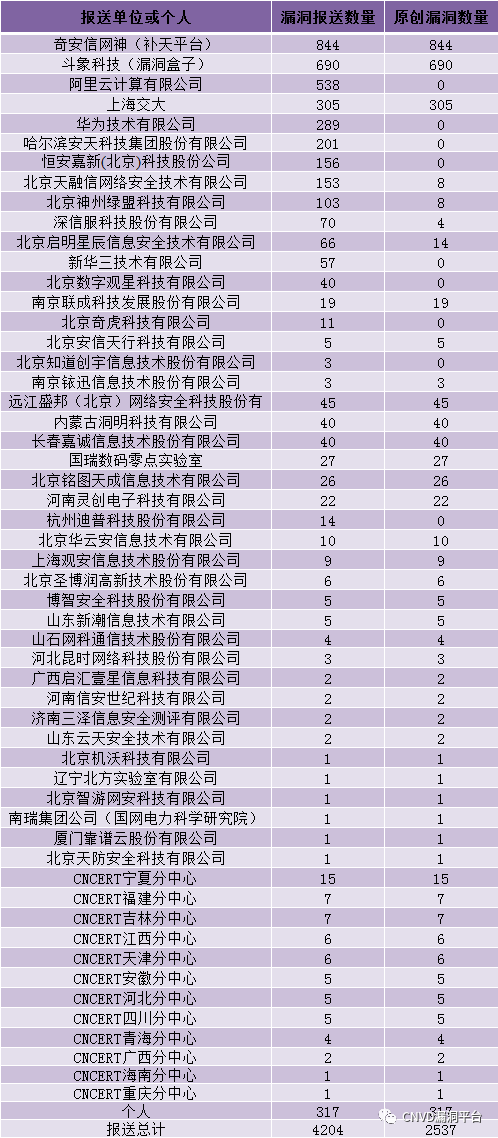 报送单位或个人 漏洞报送数量 原创漏洞数量
奇安信网神（补天平台） 844 844
斗象科技（漏洞盒子） 690 690
阿里云计算有限公司 538 0
上海交大 305 305
华为技术有限公司 289 0
哈尔滨安天科技集团股份有限公司 201 0
恒安嘉新(北京)科技股份公司 156 0
北京天融信网络安全技术有限公司 153 8
北京神州绿盟科技有限公司 103 8
深信服科技股份有限公司 70 4
北京启明星辰信息安全技术有限公司 66 14
新华三技术有限公司 57 0
北京数字观星科技有限公司 40 0
南京联成科技发展股份有限公司 19 19
北京奇虎科技有限公司 11 0
北京安信天行科技有限公司 5 5
北京知道创宇信息技术股份有限公司 3 0
南京铱迅信息技术股份有限公司 3 3
远江盛邦（北京）网络安全科技股份有 45 45
内蒙古洞明科技有限公司 40 40
长春嘉诚信息技术股份有限公司 40 40
国瑞数码零点实验室 27 27
北京铭图天成信息技术有限公司 26 26
河南灵创电子科技有限公司 22 22
杭州迪普科技股份有限公司 14 0
北京华云安信息技术有限公司 10 10
上海观安信息技术股份有限公司 9 9
北京圣博润高新技术股份有限公司 6 6
博智安全科技股份有限公司 5 5
山东新潮信息技术有限公司 5 5
山石网科通信技术股份有限公司 4 4
河北昆时网络科技股份有限公司 3 3
广西启汇壹星信息科技有限公司 2 2
河南信安世纪科技有限公司 2 2
济南三泽信息安全测评有限公司 2 2
山东云天安全技术有限公司 2 2
北京机沃科技有限公司 1 1
辽宁北方实验室有限公司 1 1
北京智游网安科技有限公司 1 1
南瑞集团公司（国网电力科学研究院） 1 1
厦门靠谱云股份有限公司 1 1
北京天防安全科技有限公司 1 1
CNCERT宁夏分中心 15 15
CNCERT福建分中心 7 7
CNCERT吉林分中心 7 7
CNCERT江西分中心 6 6
CNCERT天津分中心 6 6
CNCERT安徽分中心 5 5
CNCERT河北分中心 5 5
CNCERT四川分中心 5 5
CNCERT青海分中心 4 4
CNCERT广西分中心 2 2
CNCERT海南分中心 1 1
CNCERT重庆分中心 1 1
个人 317 317
报送总计 4204 2537
CNVD漏洞平台